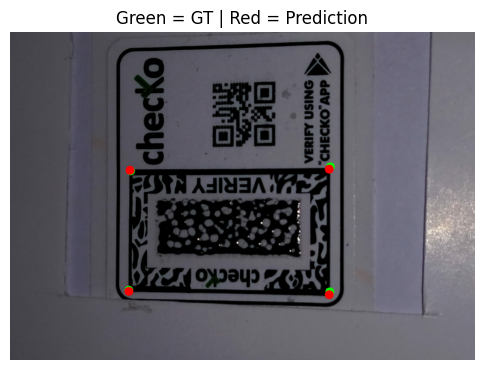 Green = GT | Red = Prediction
checKo
VERIFY USING
"CHECKO" APP
VERIFY
checKo